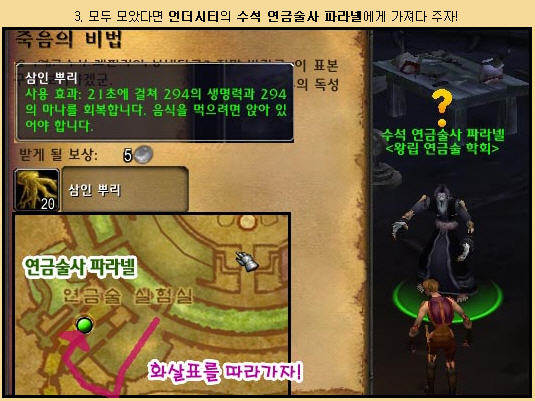 3. 모두 모았다면 언더시티의 수석 연금술사 파라넬에게 가져다 주자!
죽음의 비법
이 표본
삼인 뿌리
의 독성
사용 효과: 21초에 걸쳐 294의 생명력과 294
의 마나를 회복합니다. 음식을 먹으려면 앉아 있
어야 합니다.
받게 될 보상: 5
20 삼인 뿌리
연금술사 파라넬
연금술 실험실
화살표를 따라가자!
?
수석 연금술사 파라넬
<왕립 연금술 학회>